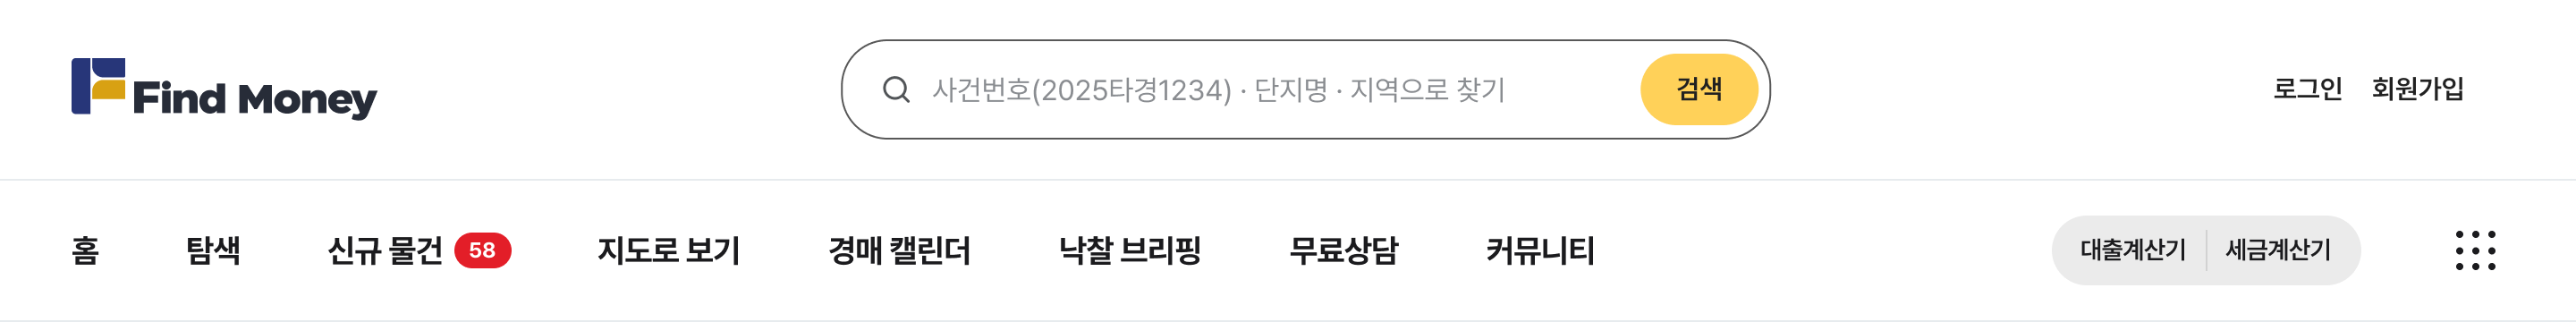 Find Money
사건번호(2025타경1234) · 단지명 · 지역으로 찾기
검색
로그인 회원가입
홈 탐색 신규 물건 58 지도로 보기 경매 캘린더 낙찰 브리핑 무료상담 커뮤니티 대출계산기 세금계산기